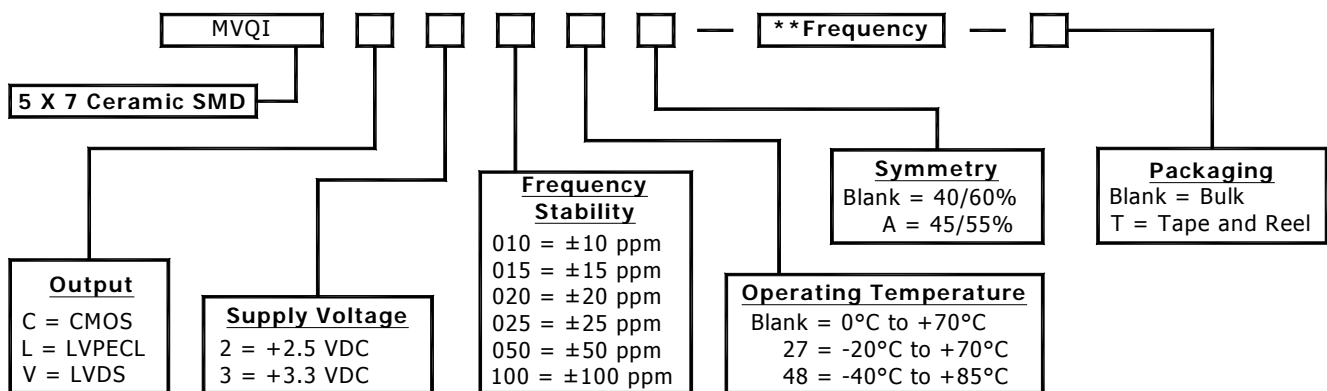 MVQI
**Frequency
5 X 7 Ceramic SMD
Output
C = CMOS
L = LVPECL
V = LVDS
Supply Voltage
2 = +2.5 VDC
3 = +3.3 VDC
Frequency
Stability
010 = ±10 ppm
015 = ±15 ppm
020 = ±20 ppm
025 = ±25 ppm
050 = ±50 ppm
100 = ±100 ppm
Operating Temperature
Blank = 0°C to +70°C
27 = -20°C to +70°C
48 = -40°C to +85°C
Symmetry
Blank = 40/60%
A = 45/55%
Packaging
Blank = Bulk
T = Tape and Reel